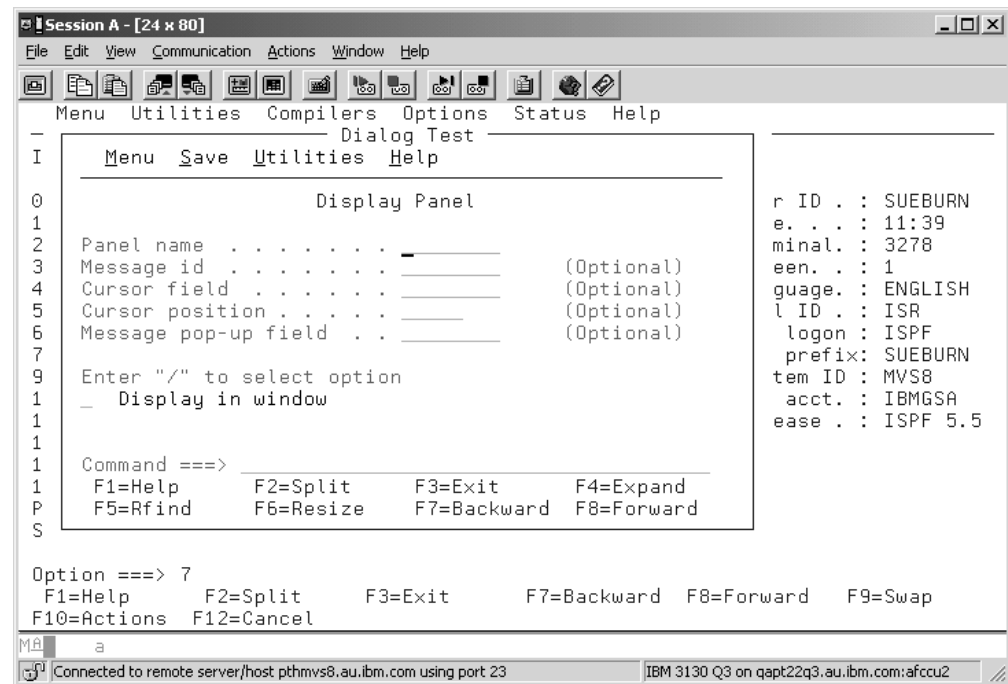 Session A - [24 x 80]
File Edit View Communication Actions Window Help
Menu Utilities Compilers Options Status Help
Dialog Test
I Menu Save Utilities Help
0 Display Panel r ID . : SUEBURN
1 e. . . : 11:39
2 Panel name . . . . . . . minal. : 3278
3 Message id . . . . . . . (Optional) een. . : 1
4 Cursor field . . . . . . (Optional) guage. : ENGLISH
5 Cursor position . . . . . (Optional) l ID . : ISR
6 Message pop-up field . . (Optional) logon : ISPF
7 prefix: SUEBURN
9 Enter "/" to select option tem ID : MVS8
1 _ Display in window acct. : IBMGSA
1 ease . : ISPF 5.5
1
1 Command ===>
1 F1=Help F2=Split F3=Exit F4=Expand
P F5=Rfind F6=Resize F7=Backward F8=Forward
S
Option ===> 7
F1=Help F2=Split F3=Exit F7=Backward F8=Forward F9=Swap
F10=Actions F12=Cancel
MA a
Connected to remote server/host pthmvs8.au.ibm.com using port 23 IBM 3130 Q3 on qapt22q3.au.ibm.com:afccu2